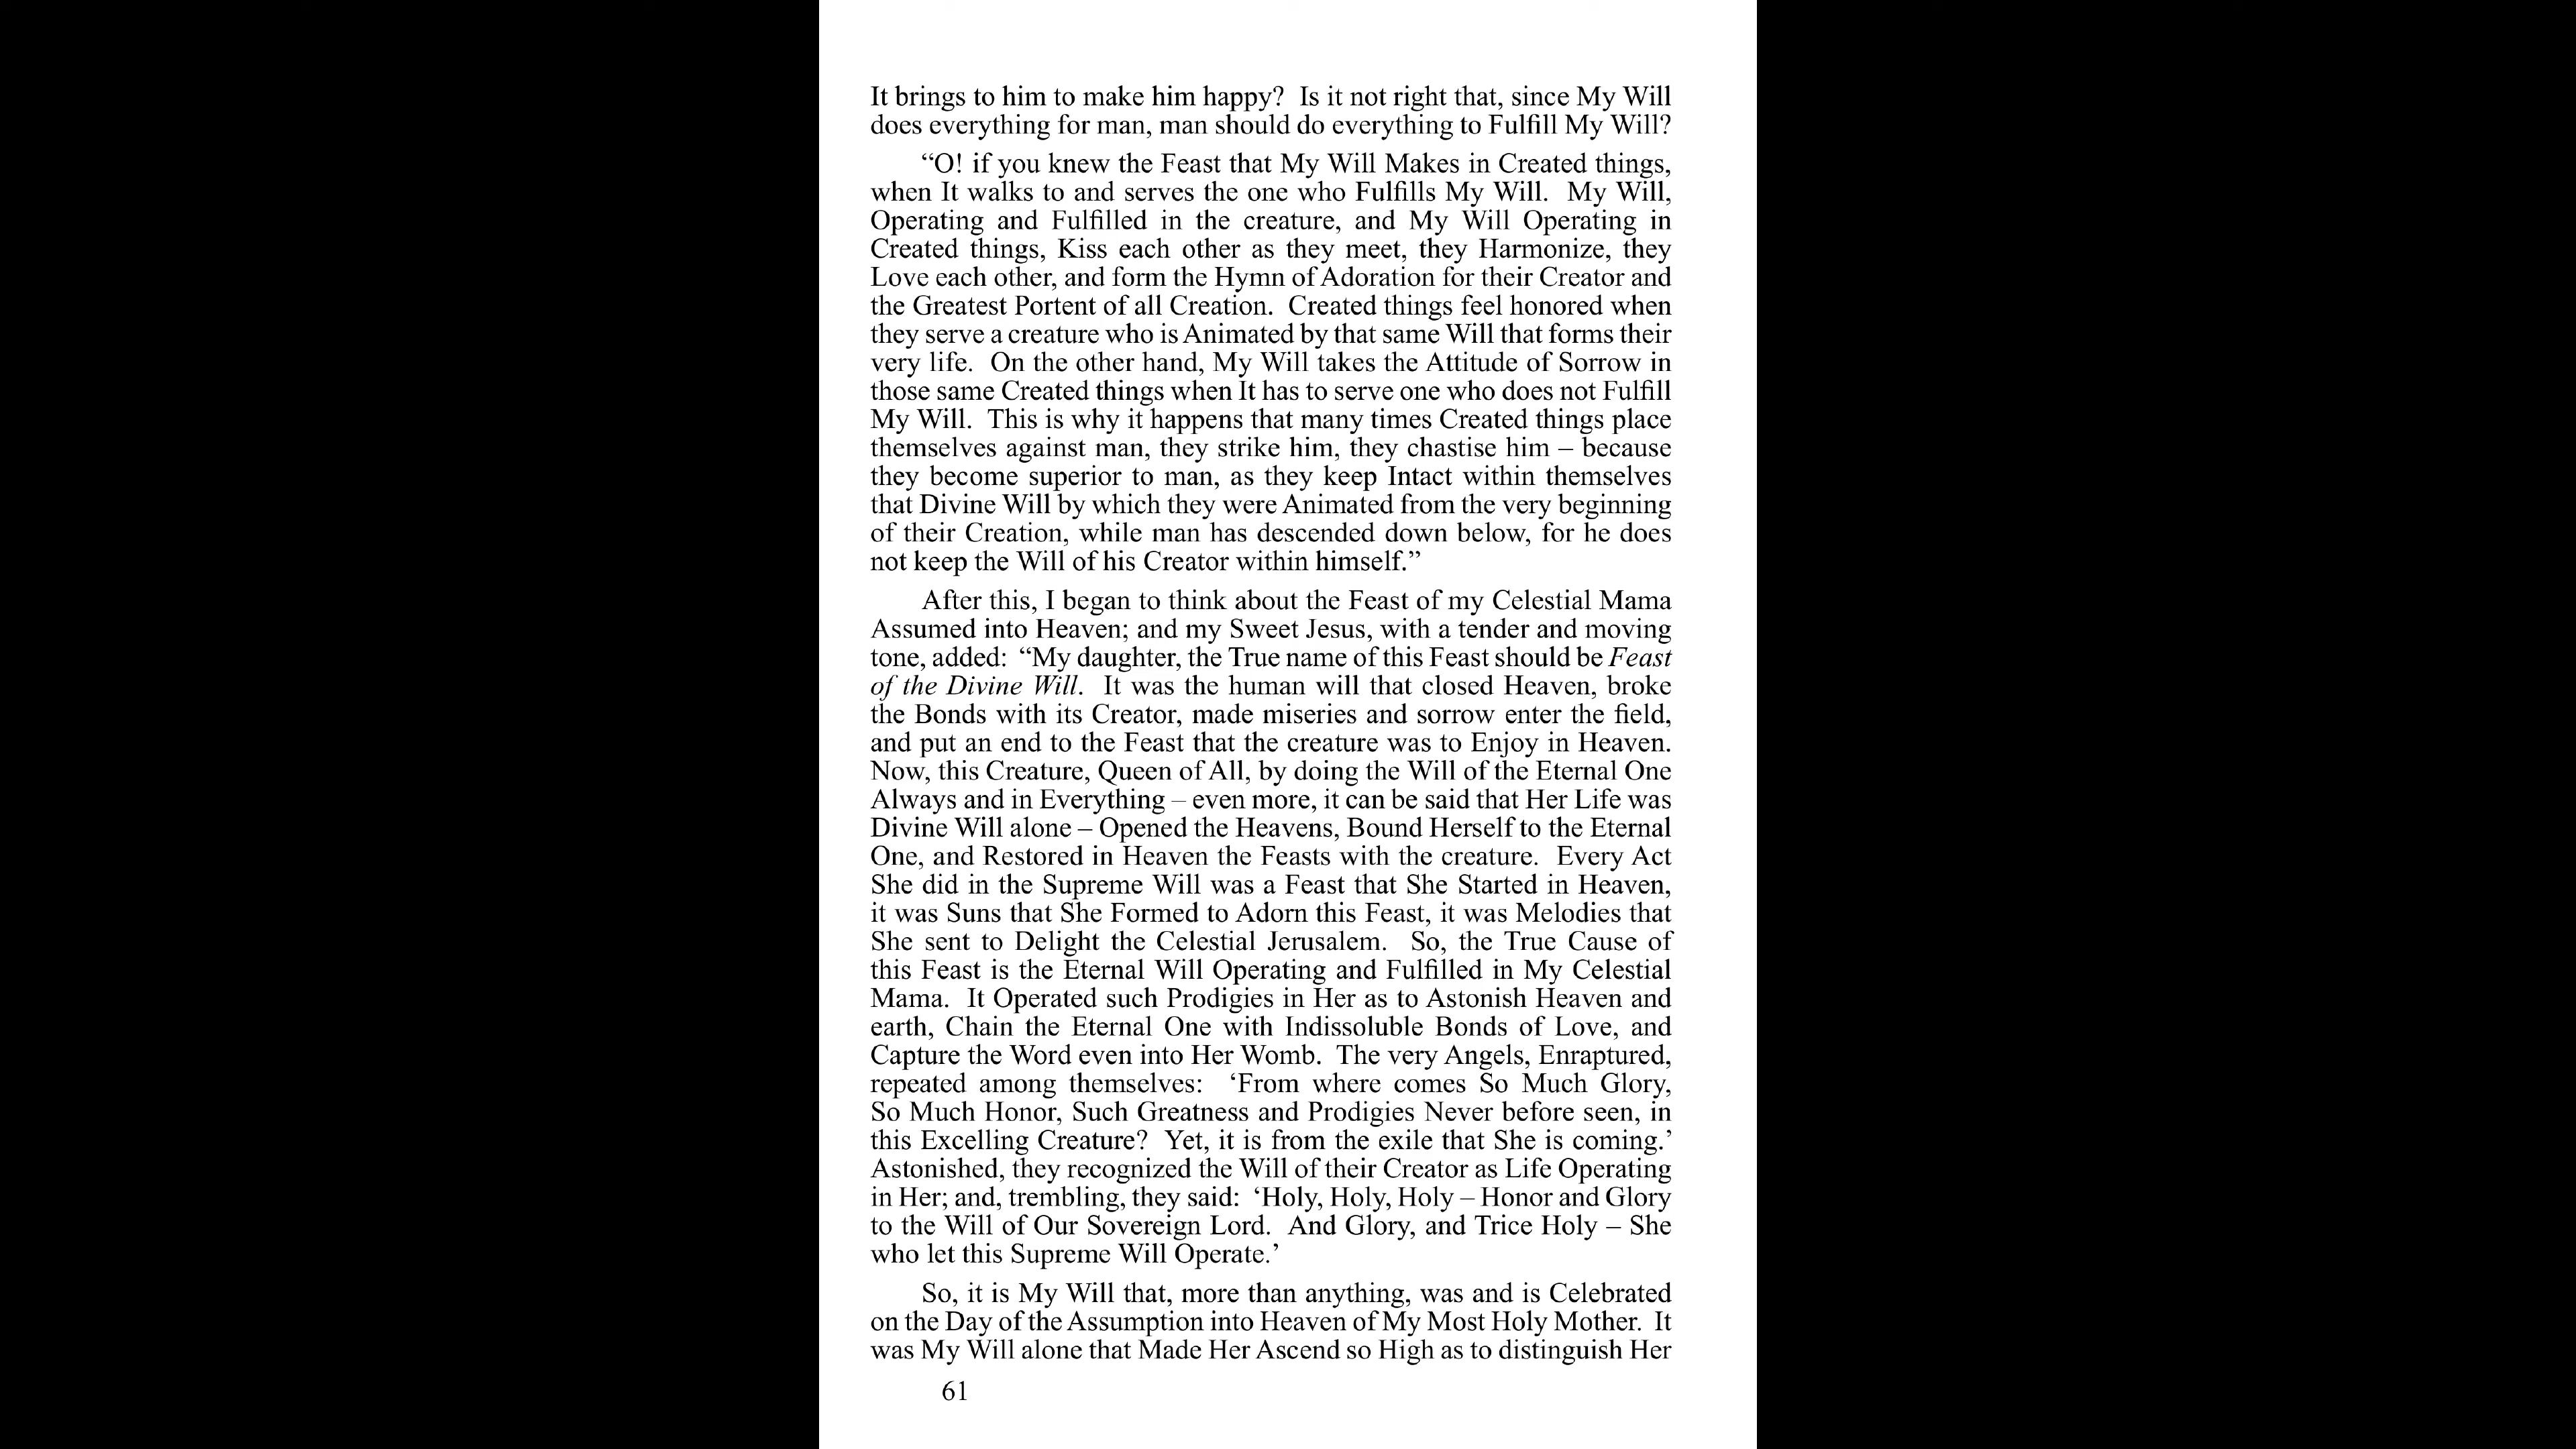 It brings to him to make him happy?  Is it not right that, since My Will
does everything for man, man should do everything to Fulfill My Will?
“O! if you knew the Feast that My Will Makes in Created things,
when It walks to and serves the one who Fulfills My Will.  My Will,
Operating and Fulfilled in the creature, and My Will Operating in
Created things, Kiss each other as they meet, they Harmonize, they
Love each other, and form the Hymn of Adoration for their Creator and
the Greatest Portent of all Creation.  Created things feel honored when
they serve a creature who is Animated by that same Will that forms their
very life.  On the other hand, My Will takes the Attitude of Sorrow in
those same Created things when It has to serve one who does not Fulfill
My Will.  This is why it happens that many times Created things place
themselves against man, they strike him, they chastise him – because
they become superior to man, as they keep Intact within themselves
that Divine Will by which they were Animated from the very beginning
of their Creation, while man has descended down below, for he does
not keep the Will of his Creator within himself.”
After this, I began to think about the Feast of my Celestial Mama
Assumed into Heaven; and my Sweet Jesus, with a tender and moving
tone, added:  “My daughter, the True name of this Feast should be Feast
of the Divine Will.  It was the human will that closed Heaven, broke
the Bonds with its Creator, made miseries and sorrow enter the field,
and put an end to the Feast that the creature was to Enjoy in Heaven.
Now, this Creature, Queen of All, by doing the Will of the Eternal One
Always and in Everything – even more, it can be said that Her Life was
Divine Will alone – Opened the Heavens, Bound Herself to the Eternal
One, and Restored in Heaven the Feasts with the creature.  Every Act
She did in the Supreme Will was a Feast that She Started in Heaven,
it was Suns that She Formed to Adorn this Feast, it was Melodies that
She sent to Delight the Celestial Jerusalem.  So, the True Cause of
this Feast is the Eternal Will Operating and Fulfilled in My Celestial
Mama.  It Operated such Prodigies in Her as to Astonish Heaven and
earth, Chain the Eternal One with Indissoluble Bonds of Love, and
Capture the Word even into Her Womb.  The very Angels, Enraptured,
repeated among themselves:  ‘From where comes So Much Glory,
So Much Honor, Such Greatness and Prodigies Never before seen, in
this Excelling Creature?  Yet, it is from the exile that She is coming.’
Astonished, they recognized the Will of their Creator as Life Operating
in Her; and, trembling, they said:  ‘Holy, Holy, Holy – Honor and Glory
to the Will of Our Sovereign Lord.  And Glory, and Trice Holy – She
who let this Supreme Will Operate.’
So, it is My Will that, more than anything, was and is Celebrated
on the Day of the Assumption into Heaven of My Most Holy Mother.  It
was My Will alone that Made Her Ascend so High as to distinguish Her
61